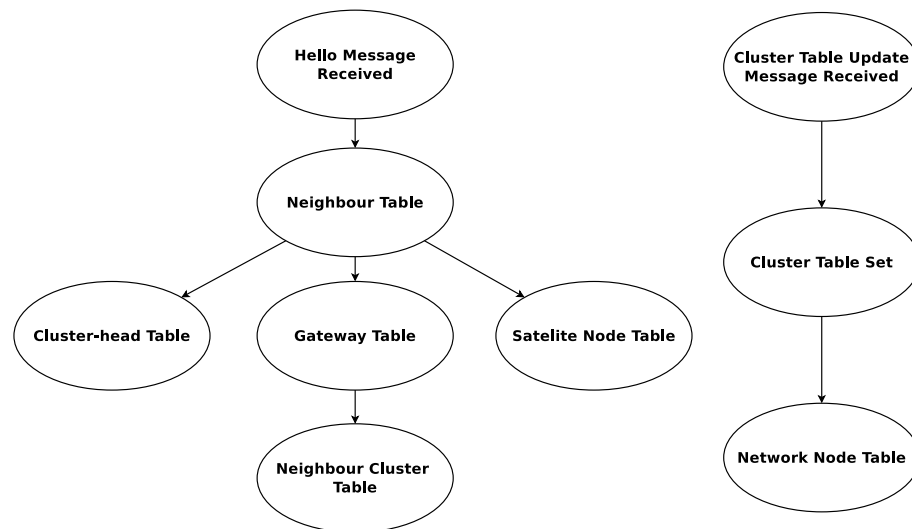 Hello Message
Received
Neighbour Table
Cluster-head Table
Gateway Table
Satelite Node Table
Neighbour Cluster
Table
Cluster Table Update
Message Received
Cluster Table Set
Network Node Table